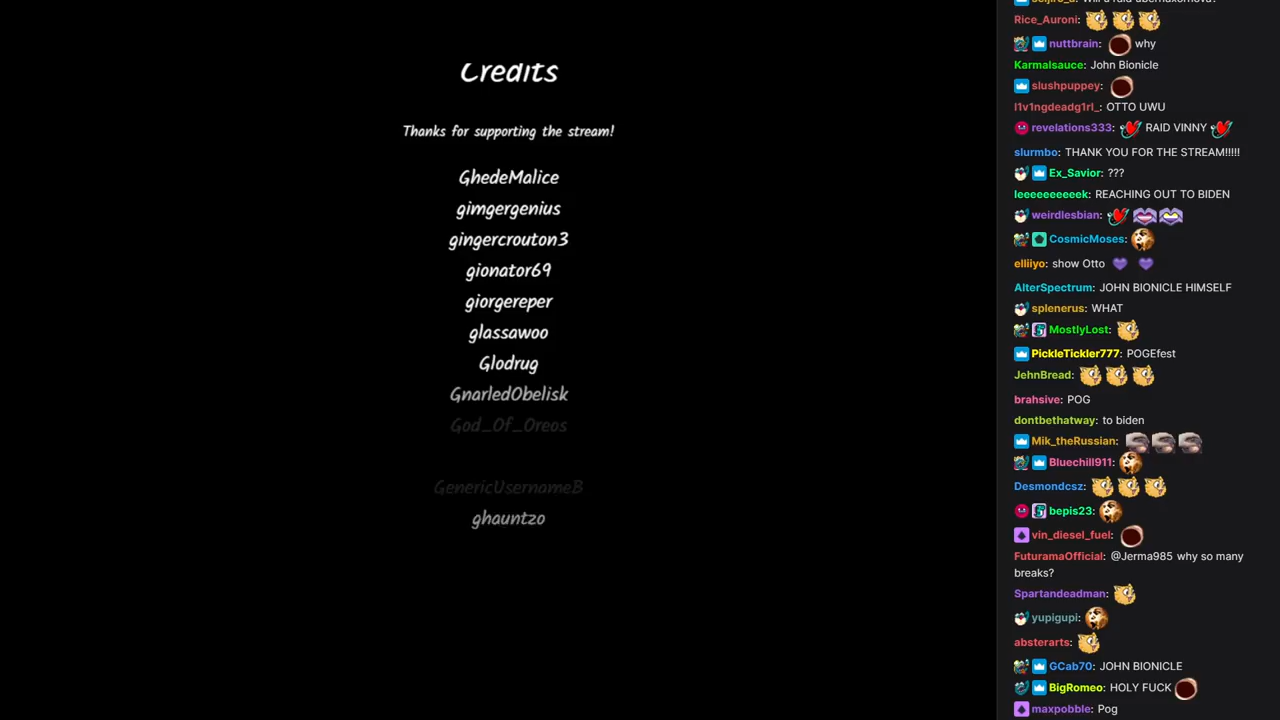 Credits
Thanks for supporting the stream!
GhedeMalice
gimgergenius
gingercrouton3
gionator69
giorgereper
glassawoo
Glodrug
GnarledObelisk
God_Of_Oreos
GenericUsernameB
ghauntzo
Rice_Auroni:
nuttbrain: why
Karmalsauce: John Bionicle
slushpuppey:
l1v1ngdeadg1rl_: OTTO UWU
revelations333: RAID VINNY
slurmbo: THANK YOU FOR THE STREAM!!!!!
Ex_Savior: ???
leeeeeeeeek: REACHING OUT TO BIDEN
weirdlesbian:
CosmicMoses:
elliiyo: show Otto
AlterSpectrum: JOHN BIONICLE HIMSELF
splenerus: WHAT
MostlyLost:
PickleTickler777: POGEfest
JehnBread:
brahsive: POG
dontbethatway: to biden
Mik_theRussian:
Bluechill911:
Desmondcsz:
bepis23:
vin_diesel_fuel:
FuturamaOfficial: @Jerma985 why so many
breaks?
Spartandeadman:
yupigupi:
absterarts:
GCab70: JOHN BIONICLE
BigRomeo: HOLY FUCK
maxpobble: Pog